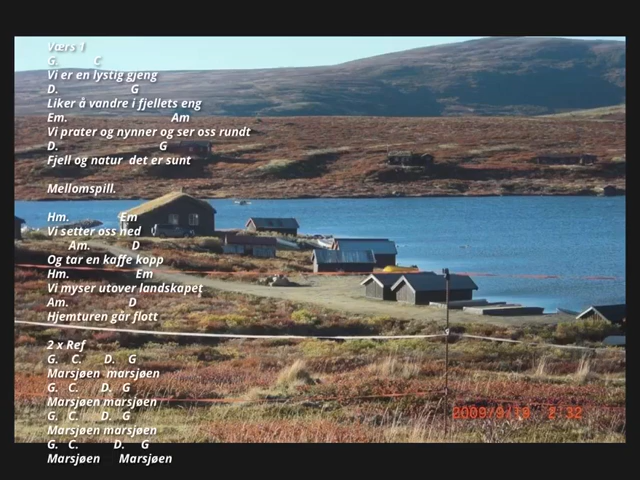 Værs 1
G. C
Vi er en lystig gjeng
D. G
Liker å vandre i fjellets eng
Em. Am
Vi prater og nynner og ser oss rundt
D. G
Fjell og natur det er sunt
Mellomspill.
Hm. Em
Vi setter oss ned
Am. D
Og tar en kaffe kopp
Hm. Em
Vi myser utover landskapet
Am. D
Hjemturen går flott
2 x Ref
G. C. D. G
Marsjøen marsjøen
G. C. D. G
Marsjøen marsjøen
G. C. D. G
Marsjøen marsjøen
G. C. D. G
Marsjøen Marsjøen
2009/9/19 2:32